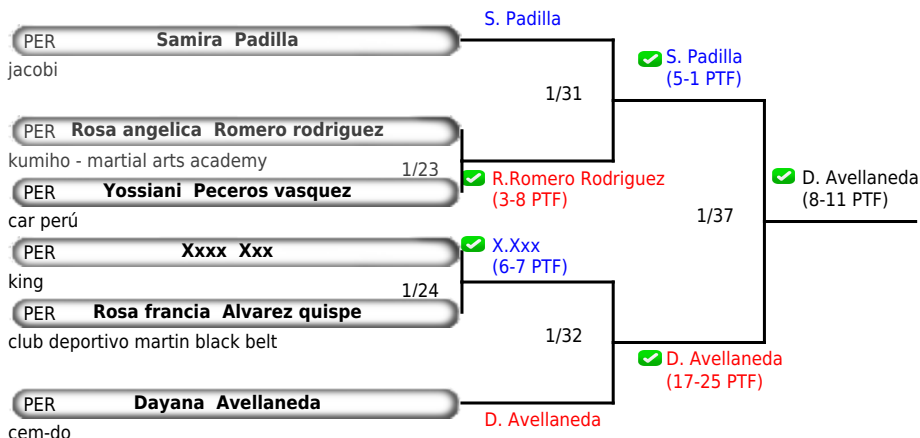 S. Padilla
PER Samira Padilla
jacobi
S. Padilla
(5-1 PTF)
1/31
PER Rosa angelica Romero rodriguez
kumiho - martial arts academy
1/23
R.Romero Rodriguez
(3-8 PTF)
PER Yossiani Peceros vasquez
car perú
D. Avellaneda
(8-11 PTF)
1/37
PER Xxxx Xxx
king
X.Xxx
(6-7 PTF)
1/24
PER Rosa francia Alvarez quispe
club deportivo martin black belt
1/32
D. Avellaneda
(17-25 PTF)
PER Dayana Avellaneda
cem-do
D. Avellaneda